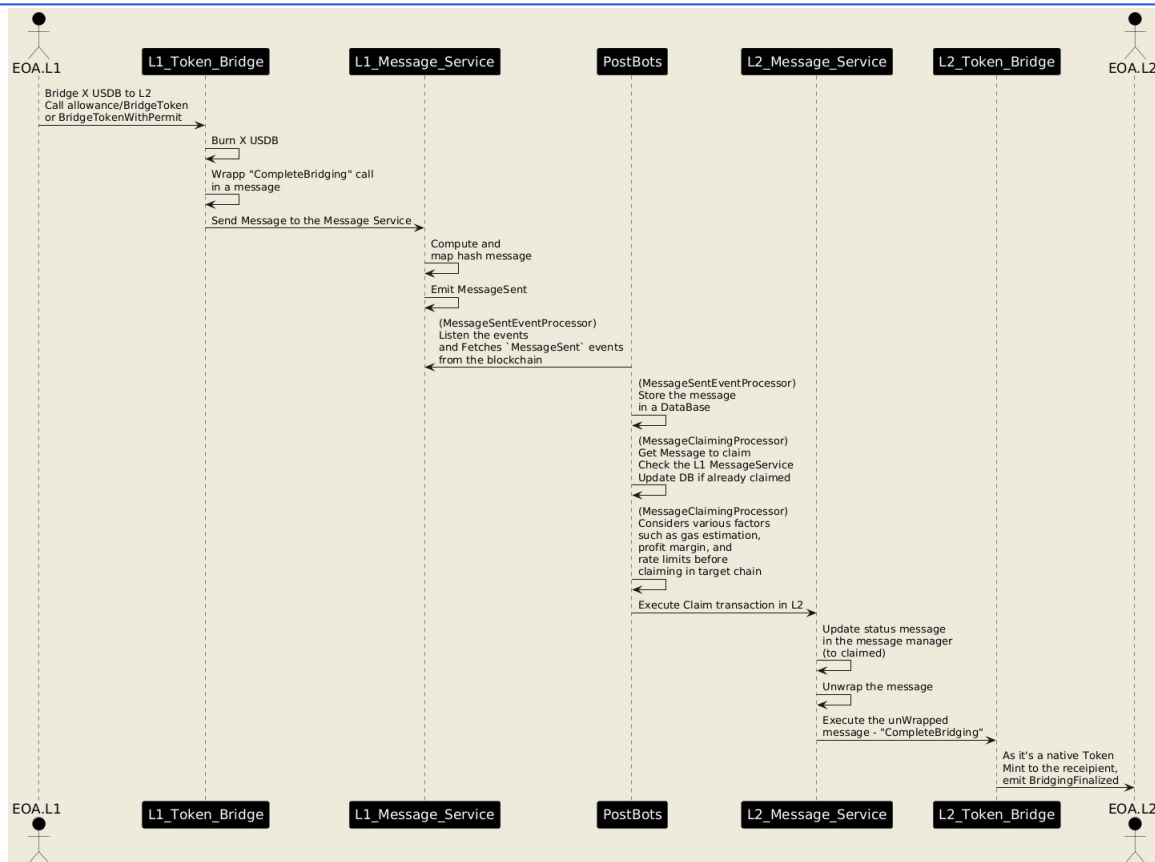 EOA.L1
L1_Token_Bridge
L1_Message_Service
PostBots
L2_Message_Service
L2_Token_Bridge
EOA.L2
Bridge X USDB to L2
Call allowance/BridgeToken
or BridgeTokenWithPermit
Burn X USDB
Wrapp "CompleteBridging" call
in a message
Send Message to the Message Service
Compute and
map hash message
Emit MessageSent
(MessageSentEventProcessor)
Listen the events
and Fetches `MessageSent` events
from the blockchain
(MessageSentEventProcessor)
Store the message
in a DataBase
(MessageClaimingProcessor)
Get Message to claim
Check the L1 MessageService
Update DB if already claimed
(MessageClaimingProcessor)
Considers various factors
such as gas estimation,
profit margin, and
rate limits before
claiming in target chain
Execute Claim transaction in L2
Update status message
in the message manager
(to claimed)
Unwrap the message
Execute the unWrapped
message - "CompleteBridging"
As it's a native Token
Mint to the receipient,
emit BridgingFinalized
EOA.L1
L1_Token_Bridge
L1_Message_Service
PostBots
L2_Message_Service
L2_Token_Bridge
EOA.L2